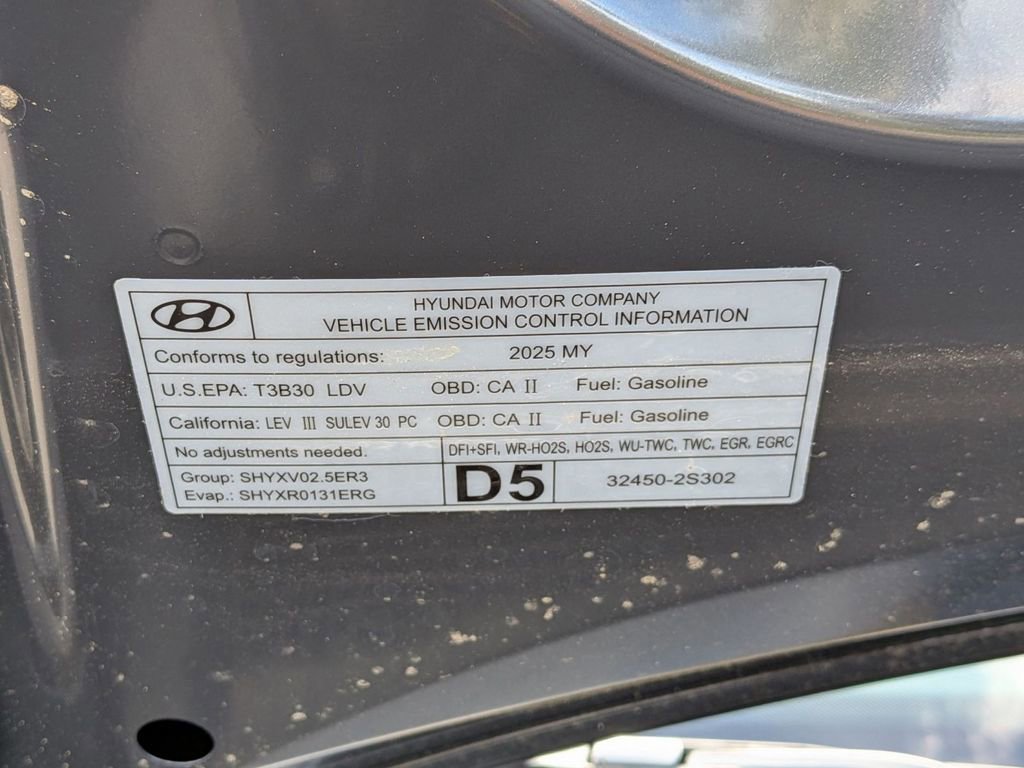 HYUNDAI MOTOR COMPANY
VEHICLE EMISSION CONTROL INFORMATION
Conforms to regulations: 2025 MY
U.S.EPA: T3B30 LDV OBD: CA II Fuel: Gasoline
California: LEV III SULEV 30 PC OBD: CA II Fuel: Gasoline
No adjustments needed. DFI+SFI, WR-HO2S, HO2S, WU-TWC, TWC, EGR, EGRC
Group: SHYXV02.5ER3
Evap.: SHYXR0131ERG
D5
32450-2S302